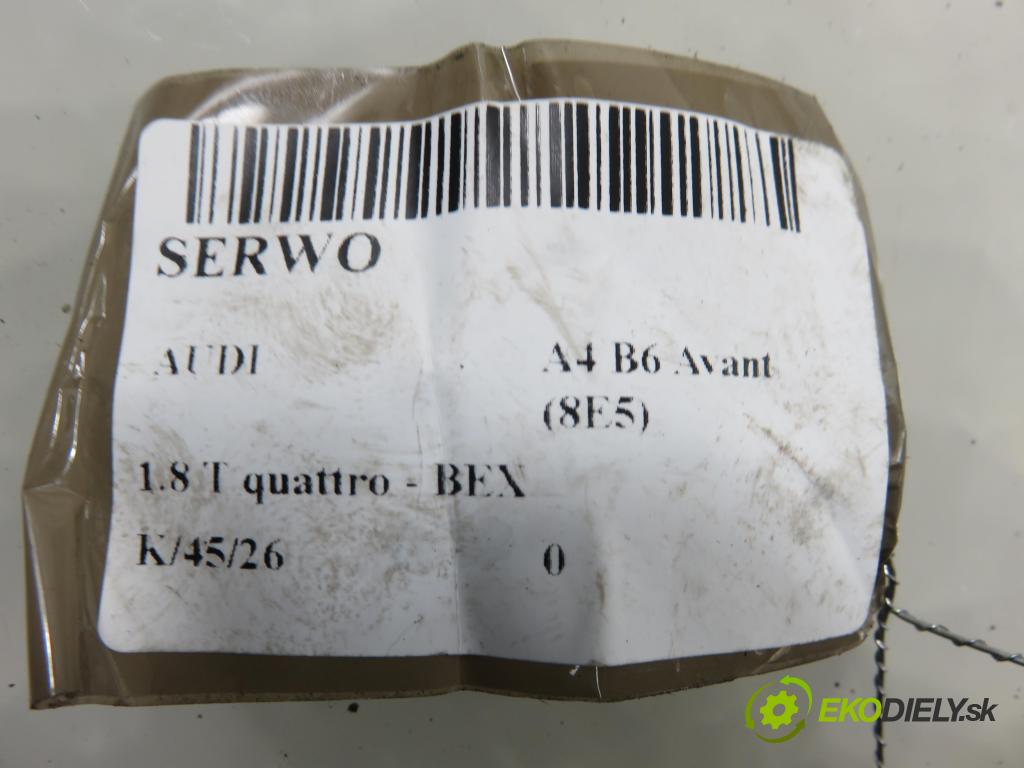 SERWO
AUDI A4 B6 Avant
(8E5)
1.8 T quattro - BEX
K/45/26 0
EKODIELY.sk